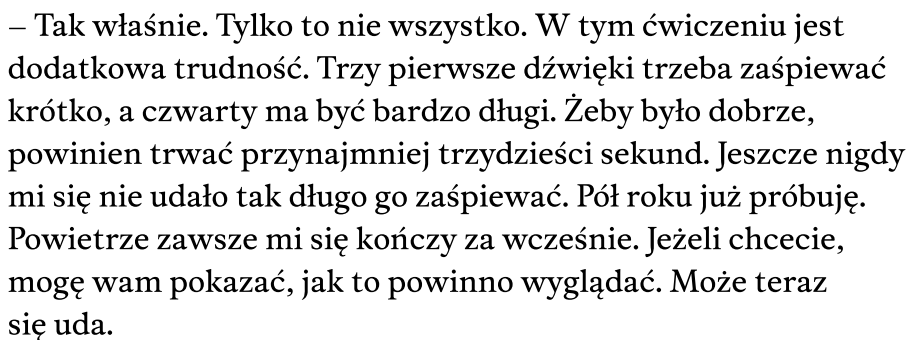 – Tak właśnie. Tylko to nie wszystko. W tym ćwiczeniu jest
dodatkowa trudność. Trzy pierwsze dźwięki trzeba zaśpiewać
krótko, a czwarty ma być bardzo długi. Żeby było dobrze,
powinien trwać przynajmniej trzydzieści sekund. Jeszcze nigdy
mi się nie udało tak długo go zaśpiewać. Pół roku już próbuję.
Powietrze zawsze mi się kończy za wcześnie. Jeżeli chcecie,
mogę wam pokazać, jak to powinno wyglądać. Może teraz
się uda.